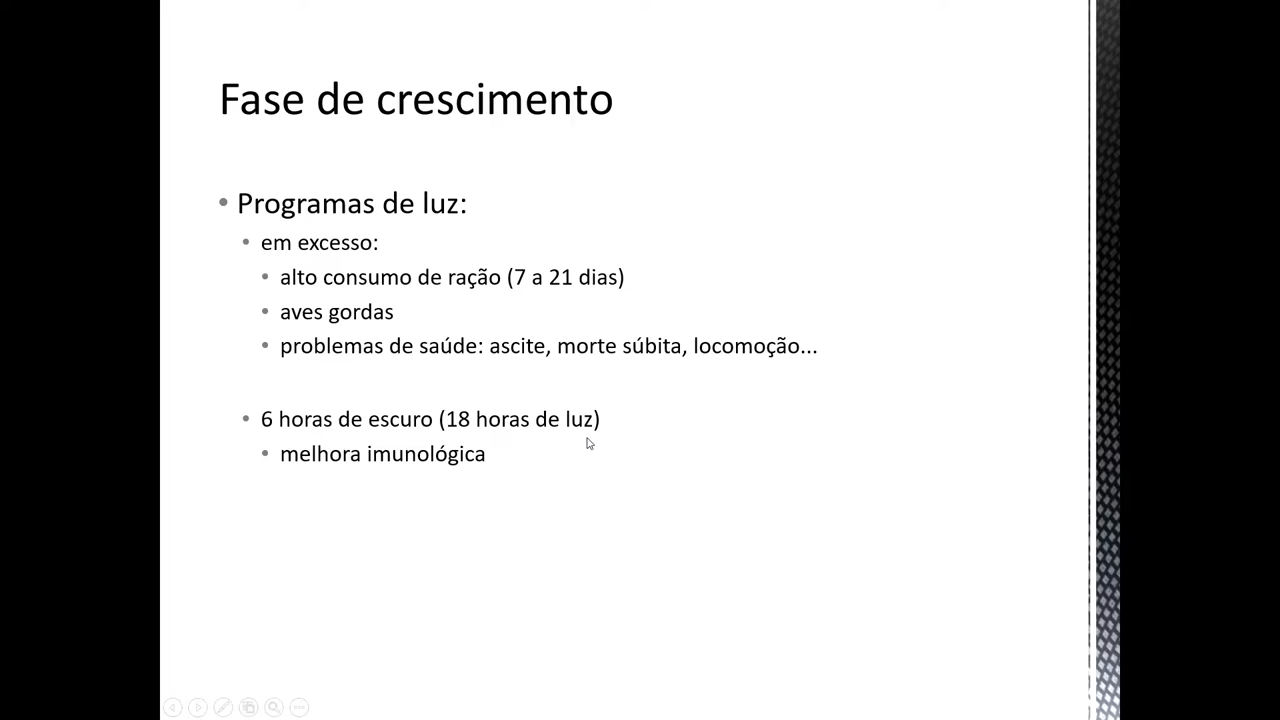 Fase de crescimento
• Programas de luz:
• em excesso:
• alto consumo de ração (7 a 21 dias)
• aves gordas
• problemas de saúde: ascite, morte súbita, locomoção...
• 6 horas de escuro (18 horas de luz)
• melhora imunológica